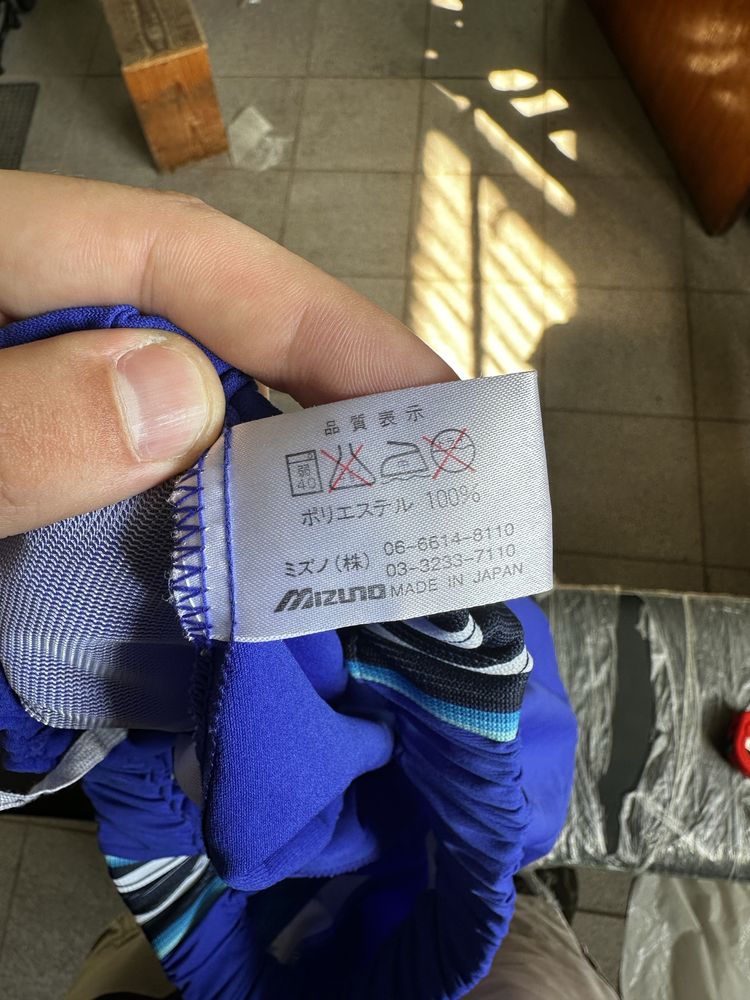 品質表示
弱
40
ポリエステル 100%
ミズノ(株) 06-6614-8110
03-3233-7110
MIZUNO MADE IN JAPAN